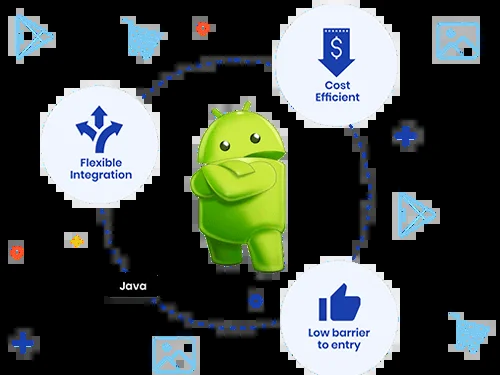 Cost
Efficient
Flexible
Integration
Java
Low barrier
to entry